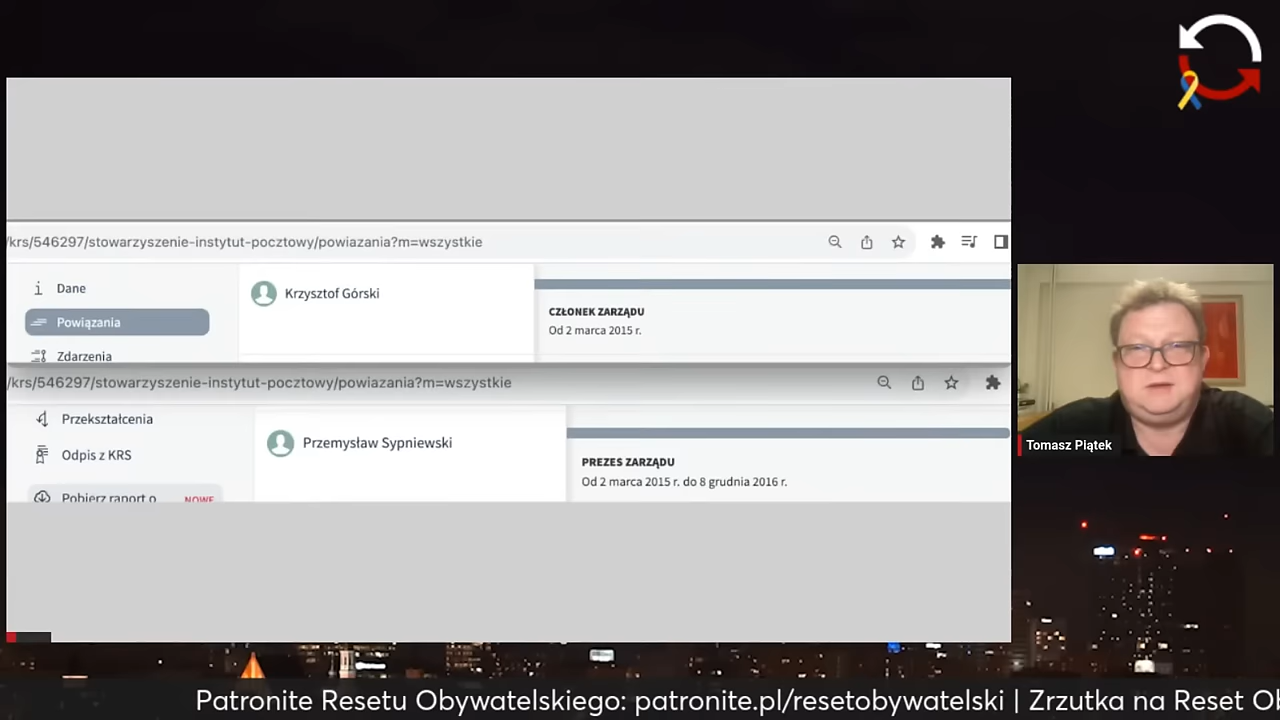 /krs/546297/stowarzyszenie-instytut-pocztowy/powiazania?m=wszystkie
Dane
Krzysztof Górski
CZŁONEK ZARZĄDU
Powiązania
Od 2 marca 2015 r.
Zdarzenia
/krs/546297/stowarzyszenie-instytut-pocztowy/powiazania?m=wszystkie
Przekształcenia
Przemysław Sypniewski
Odpis z KRS
PREZES ZARZĄDU
Od 2 marca 2015 r. do 8 grudnia 2016 r.
Pobierz raport o NOWE
Tomasz Piątek
Patronite Resetu Obywatelskiego: patronite.pl/resetobywatelski | Zrzutka na Reset Ob